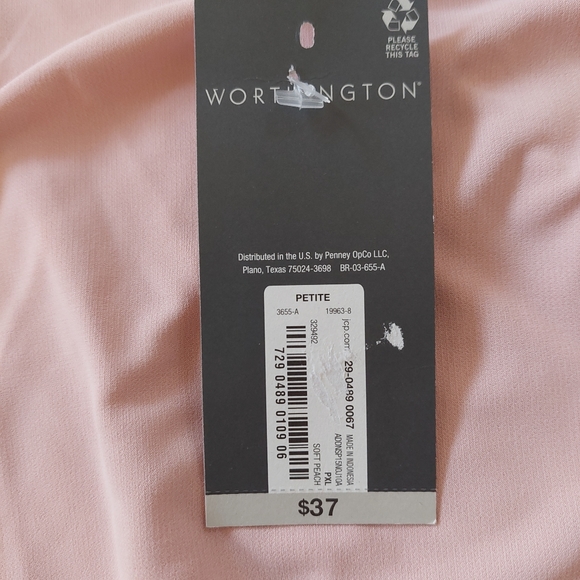 PLEASE
RECYCLE
THIS TAG
WORTHINGTON®
Distributed in the U.S. by Penney OpCo LLC,
Plano, Texas 75024-3698 BR-03-655-A
PETITE
3655-A 19963-8
jcp.com
329492
29-0489 0067
MADE IN INDONESIA
729 0489 0109 06
SOFT PEACH
PXL
$37